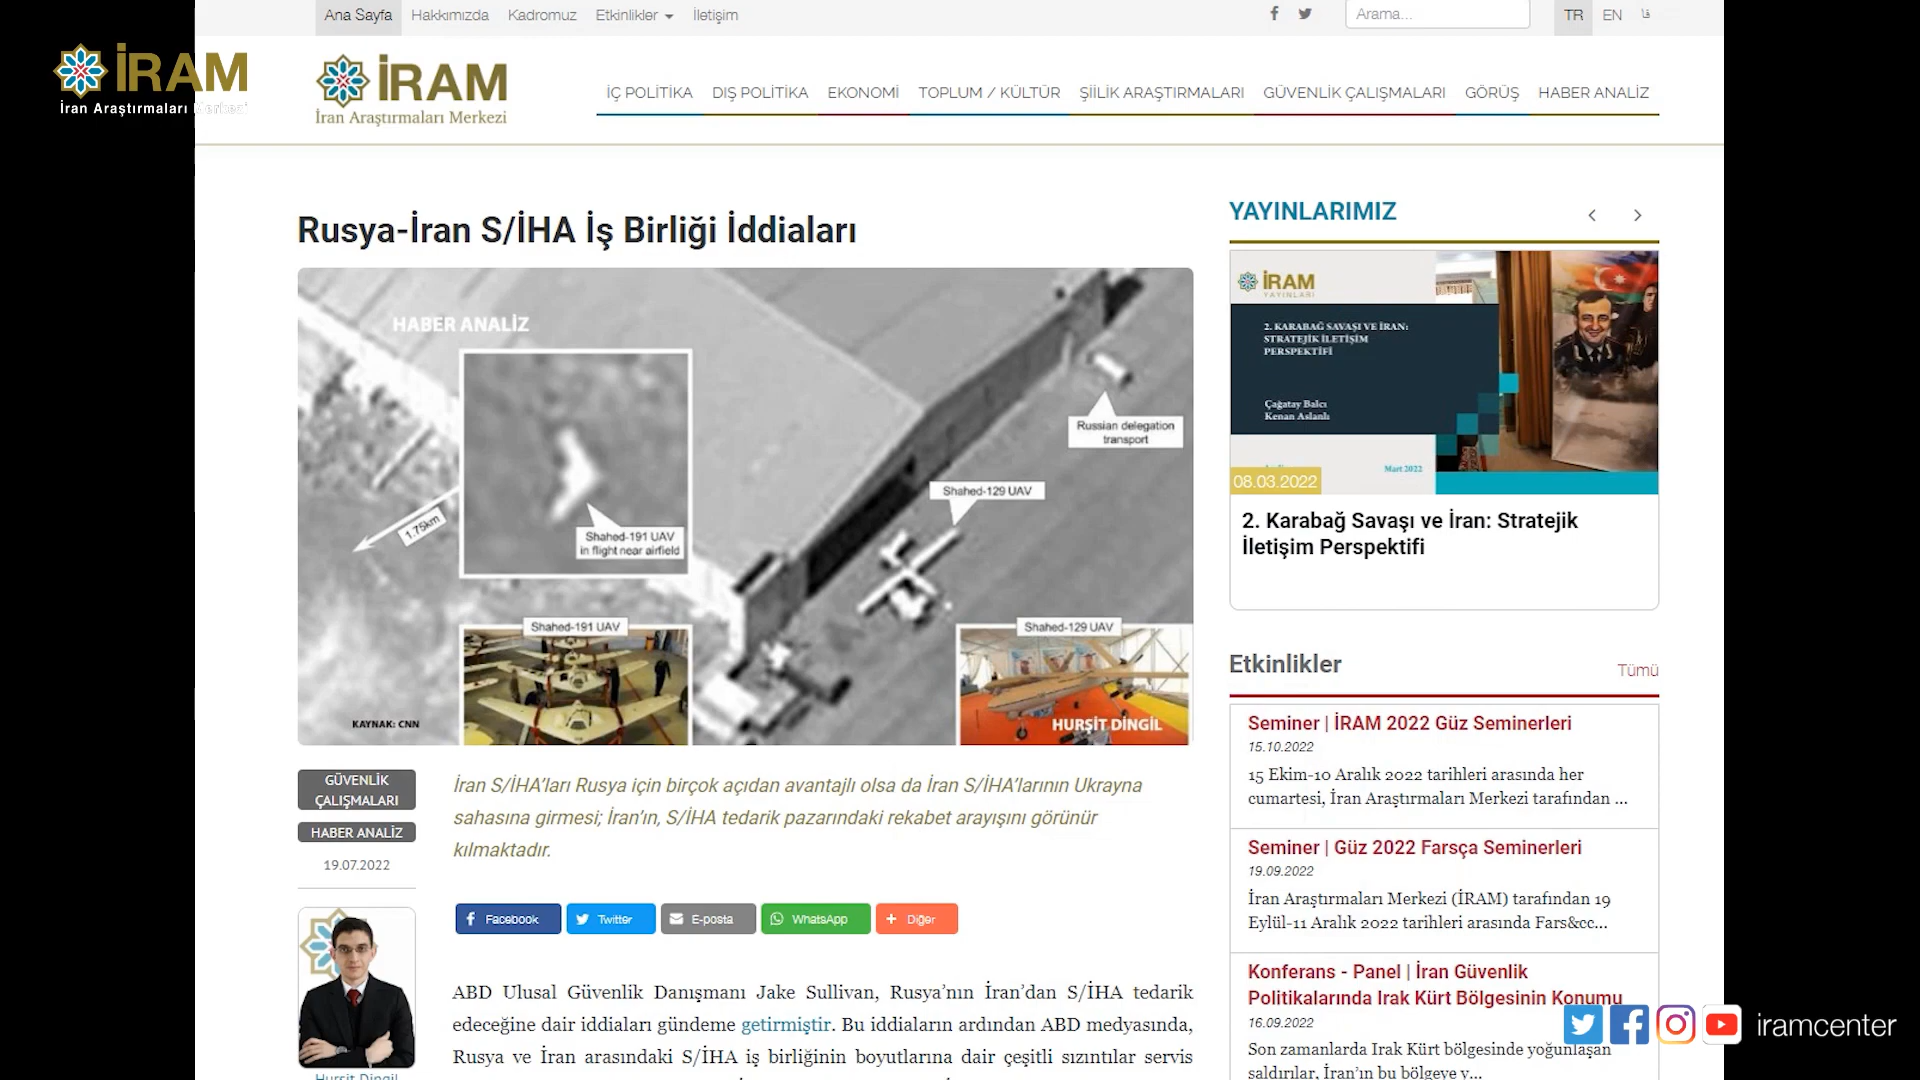 Ana Sayfa Hakkımızda Kadromuz Etkinlikler İletişim
Arama...
TR EN فا
İRAM
İran Araştırmaları Merkezi
İRAM
İran Araştırmaları Merkezi
İÇ POLİTİKA DIŞ POLİTİKA EKONOMİ TOPLUM / KÜLTÜR ŞİİLİK ARAŞTIRMALARI GÜVENLİK ÇALIŞMALARI GÖRÜŞ HABER ANALİZ
Rusya-İran S/İHA İş Birliği İddiaları
HABER ANALİZ
Russian delegation
transport
Shahed-129 UAV
1.75km
Shahed-191 UAV
in flight near airfield
Shahed-191 UAV
Shahed-129 UAV
KAYNAK: CNN
HURŞİT DİNGİL
GÜVENLİK
ÇALIŞMALARI
HABER ANALİZ
19.07.2022
Hurşit Dingil
İran S/İHA’ları Rusya için birçok açıdan avantajlı olsa da İran S/İHA’larının Ukrayna
sahasına girmesi; İran’ın, S/İHA tedarik pazarındaki rekabet arayışını görünür
kılmaktadır.
Facebook Twitter E-posta WhatsApp Diğer
ABD Ulusal Güvenlik Danışmanı Jake Sullivan, Rusya’nın İran’dan S/İHA tedarik
edeceğine dair iddiaları gündeme getirmiştir. Bu iddiaların ardından ABD medyasında,
Rusya ve İran arasındaki S/İHA iş birliğinin boyutlarına dair çeşitli sızıntılar servis
YAYINLARIMIZ
İRAM
YAYINLARI
2. KARABAĞ SAVAŞI VE İRAN:
STRATEJİK İLETİŞİM
PERSPEKTİFİ
Çağatay Balcı
Kenan Aslanlı
Mart 2022
08.03.2022
2. Karabağ Savaşı ve İran: Stratejik
İletişim Perspektifi
Etkinlikler
Tümü
Seminer | İRAM 2022 Güz Seminerleri
15.10.2022
15 Ekim-10 Aralık 2022 tarihleri arasında her
cumartesi, İran Araştırmaları Merkezi tarafından ...
Seminer | Güz 2022 Farsça Seminerleri
19.09.2022
İran Araştırmaları Merkezi (İRAM) tarafından 19
Eylül-11 Aralık 2022 tarihleri arasında Fars&cc...
Konferans - Panel | İran Güvenlik
Politikalarında Irak Kürt Bölgesinin Konumu
16.09.2022
Son zamanlarda Irak Kürt bölgesinde yoğunlaşan
saldırılar, İran’ın bu bölgeye y...
iramcenter